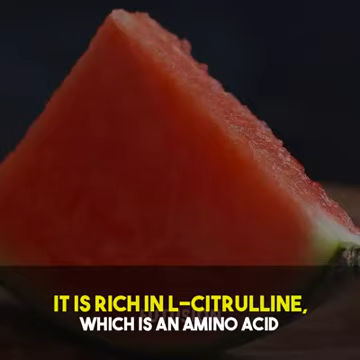 IT IS RICH IN L-CITRULLINE,
WHICH IS AN AMINO ACID